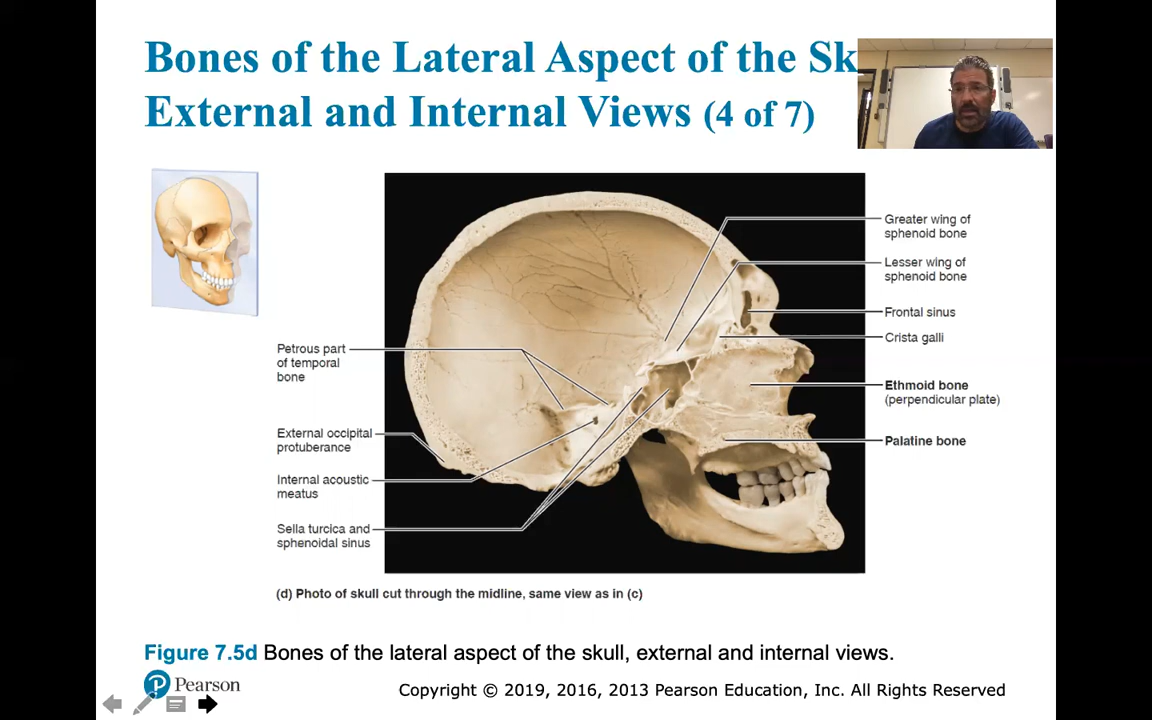 Bones of the Lateral Aspect of the Sk
External and Internal Views (4 of 7)
Greater wing of
sphenoid bone
Lesser wing of
sphenoid bone
Frontal sinus
Crista galli
Ethmoid bone
(perpendicular plate)
Palatine bone
Petrous part
of temporal
bone
External occipital
protuberance
Internal acoustic
meatus
Sella turcica and
sphenoidal sinus
(d) Photo of skull cut through the midline, same view as in (c)
Figure 7.5d Bones of the lateral aspect of the skull, external and internal views.
P Pearson
Copyright © 2019, 2016, 2013 Pearson Education, Inc. All Rights Reserved